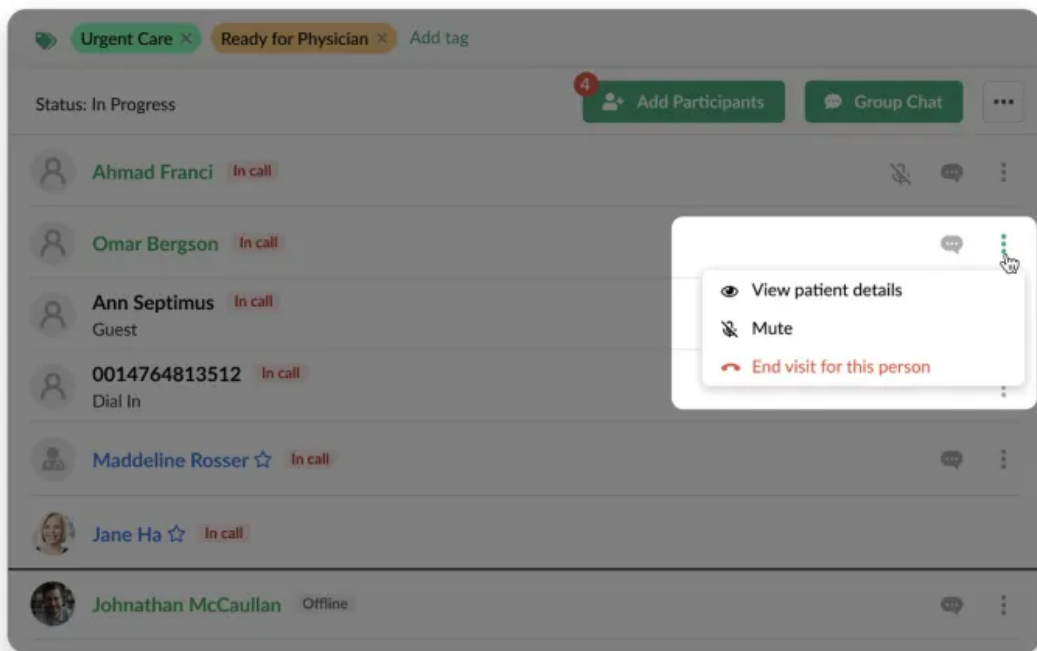 Urgent Care × Ready for Physician × Add tag
Status: In Progress
4 Add Participants Group Chat
Ahmad Franci In call
Omar Bergson In call
View patient details
Mute
End visit for this person
Ann Septimus In call
Guest
0014764813512 In call
Dial In
Maddeline Rosser In call
Jane Ha In call
Johnathan McCaullan Offline